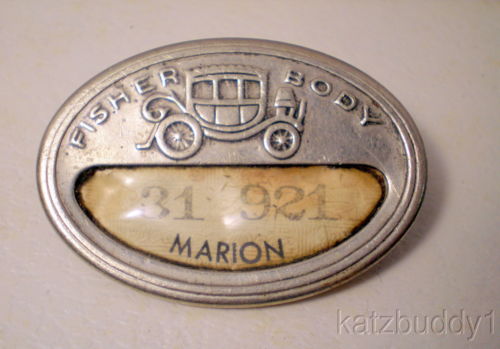 FISHER BODY
31 921
MARION
katzbuddy1